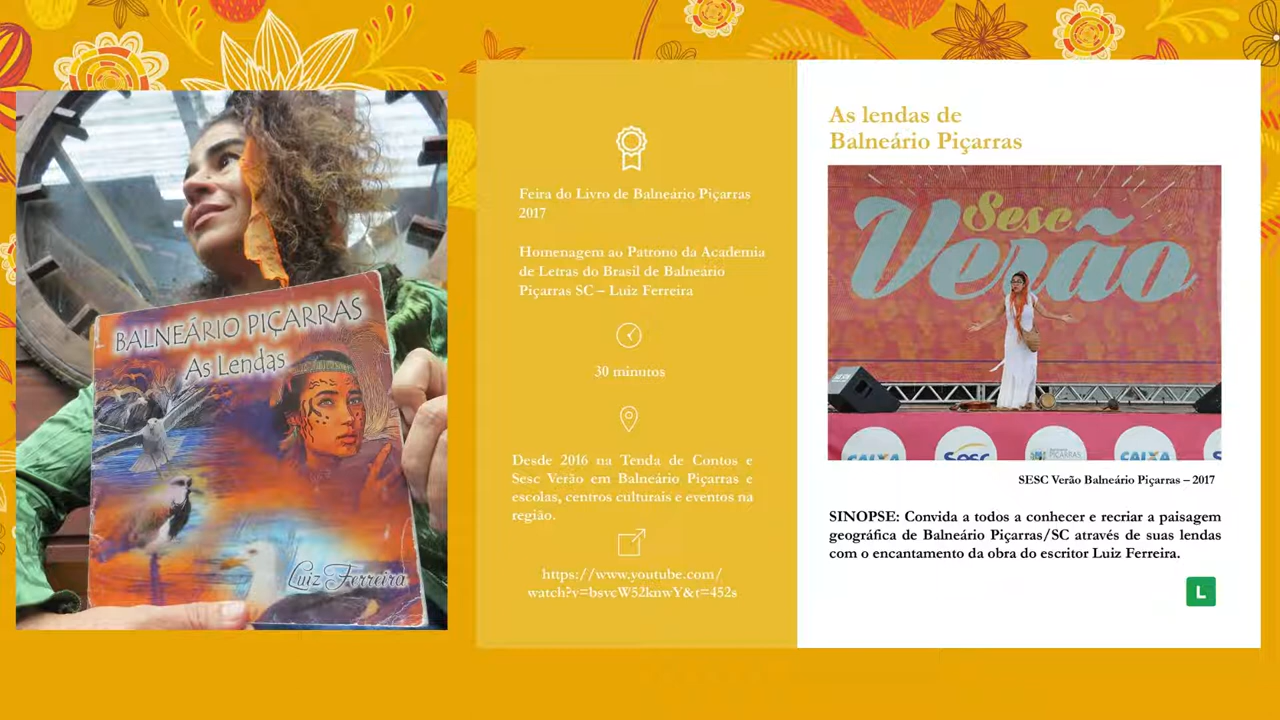 BALNEÁRIO PIÇARRAS
As Lendas
Luiz Ferreira
Feira do Livro de Balneário Piçarras
2017
Homenagem ao Patrono da Academia
de Letras do Brasil de Balneário
Piçarras SC – Luiz Ferreira
30 minutos
Desde 2016 na Tenda de Contos e
Sesc Verão em Balneário Piçarras e
escolas, centros culturais e eventos na
região.
https://www.youtube.com/
watch?v=bsvcW52knwY&t=452s
As lendas de
Balneário Piçarras
Sesc
Verão
CAIXA
Sesc
PIÇARRAS
CAIXA
SESC Verão Balneário Piçarras – 2017
SINOPSE: Convida a todos a conhecer e recriar a paisagem
geográfica de Balneário Piçarras/SC através de suas lendas
com o encantamento da obra do escritor Luiz Ferreira.
L